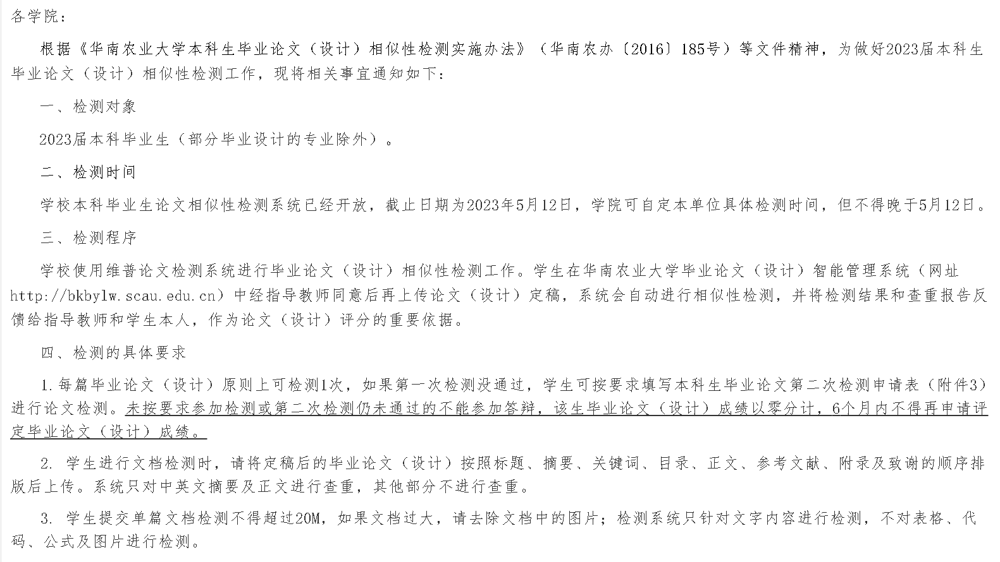 各学院：
根据《华南农业大学本科生毕业论文（设计）相似性检测实施办法》（华南农办〔2016〕185号）等文件精神，为做好2023届本科生
毕业论文（设计）相似性检测工作，现将相关事宜通知如下：
一、检测对象
2023届本科毕业生（部分毕业设计的专业除外）。
二、检测时间
学校本科毕业生论文相似性检测系统已经开放，截止日期为2023年5月12日，学院可自定本单位具体检测时间，但不得晚于5月12日。
三、检测程序
学校使用维普论文检测系统进行毕业论文（设计）相似性检测工作。学生在华南农业大学毕业论文（设计）智能管理系统（网址
http://bkbylw.scau.edu.cn）中经指导教师同意后再上传论文（设计）定稿，系统会自动进行相似性检测，并将检测结果和查重报告反
馈给指导教师和学生本人，作为论文（设计）评分的重要依据。
四、检测的具体要求
1.每篇毕业论文（设计）原则上可检测1次，如果第一次检测没通过，学生可按要求填写本科生毕业论文第二次检测申请表（附件3）
进行论文检测。未按要求参加检测或第二次检测仍未通过的不能参加答辩，该生毕业论文（设计）成绩以零分计，6个月内不得再申请评
定毕业论文（设计）成绩。
2. 学生进行文档检测时，请将定稿后的毕业论文（设计）按照标题、摘要、关键词、目录、正文、参考文献、附录及致谢的顺序排
版后上传。系统只对中英文摘要及正文进行查重，其他部分不进行查重。
3. 学生提交单篇文档检测不得超过20M，如果文档过大，请去除文档中的图片；检测系统只针对文字内容进行检测，不对表格、代
码、公式及图片进行检测。